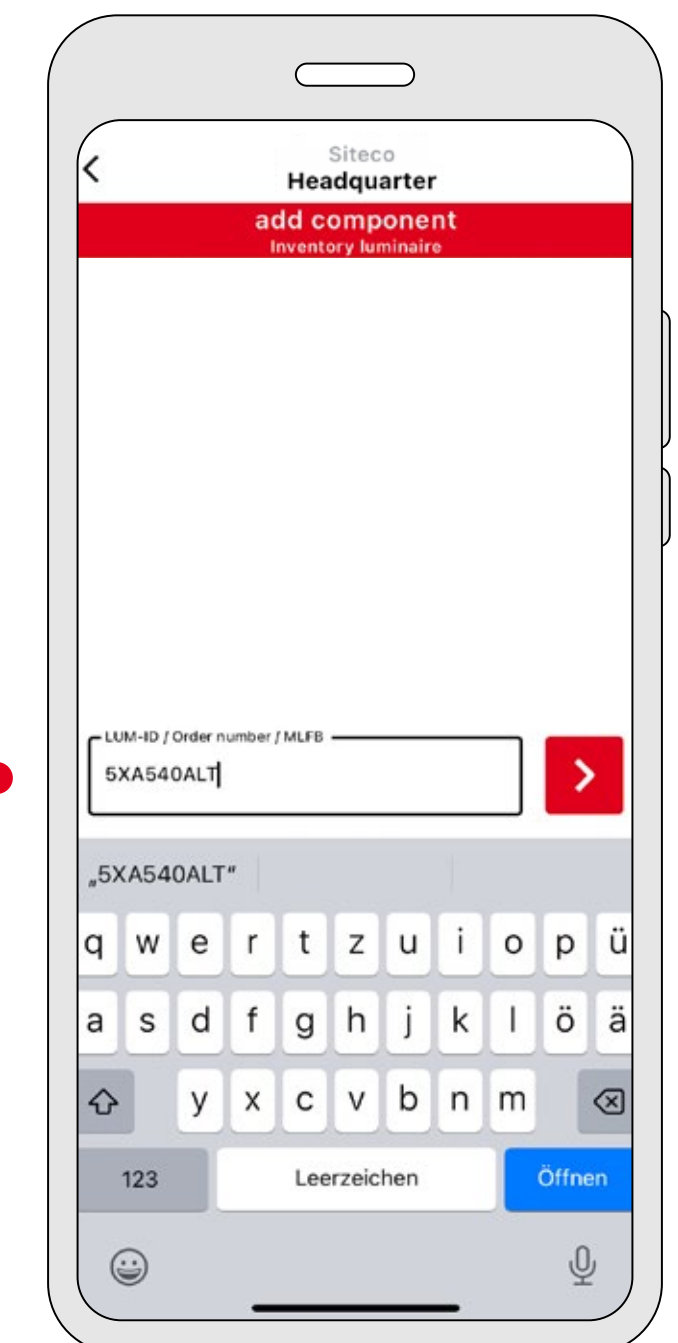 Siteco
Headquarter
add component
Inventory luminaire
LUM-ID / Order number / MLFB
5XA540ALT
„5XA540ALT“
q w e r t z u i o p ü
a s d f g h j k l ö ä
y x c v b n m
123 Leerzeichen Öffnen